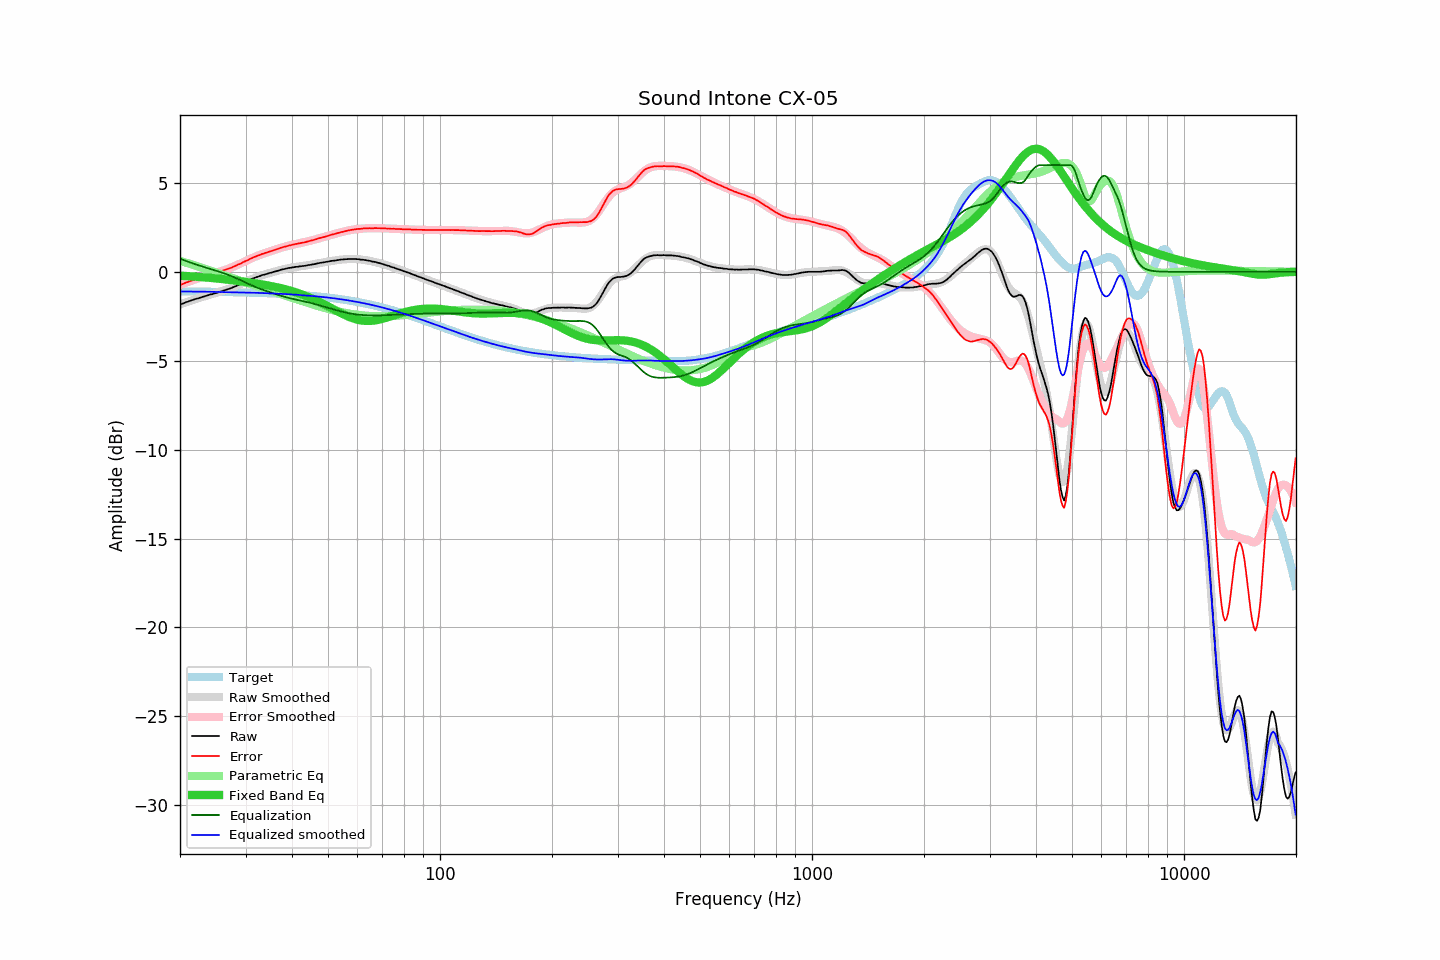 Sound Intone CX-05
Amplitude (dBr)
5
0
−5
−10
−15
−20
−25
−30
Target
Raw Smoothed
Error Smoothed
Raw
Error
Parametric Eq
Fixed Band Eq
Equalization
Equalized smoothed
100
1000
10000
Frequency (Hz)